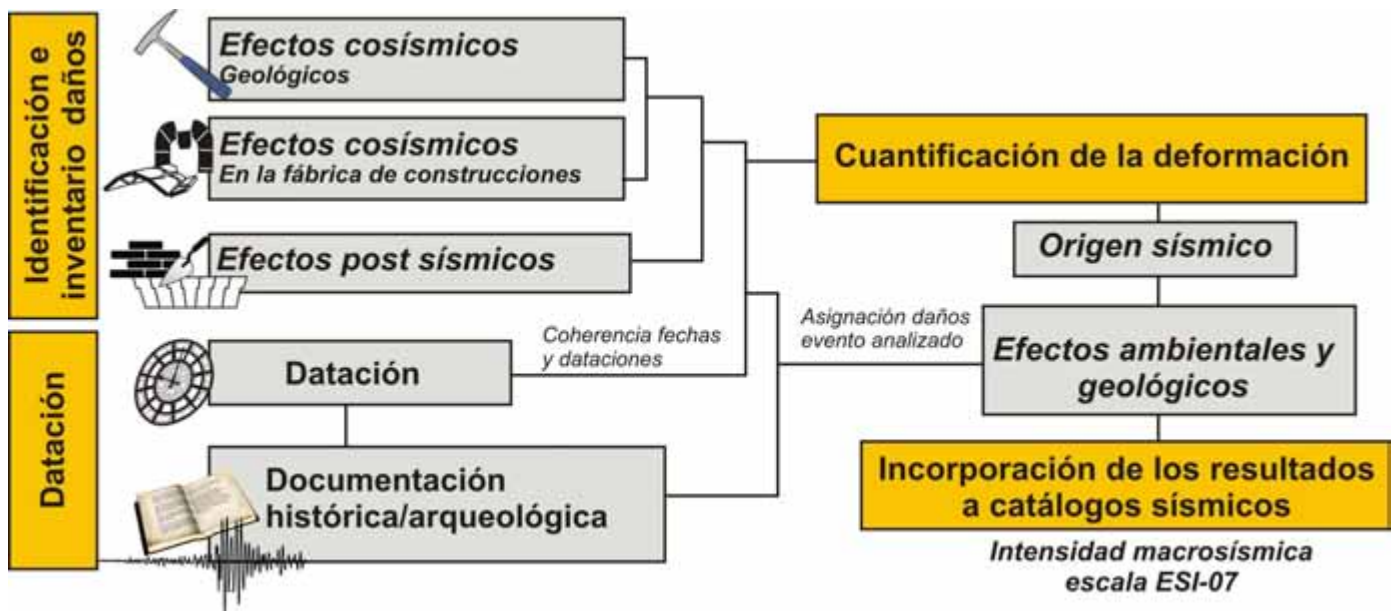 Identificación e
inventario daños
Efectos cosísmicos
Geológicos
Efectos cosísmicos
En la fábrica de construcciones
Efectos post sísmicos
Datación
Datación
Coherencia fechas
y dataciones
Documentación
histórica/arqueológica
Asignación daños
evento analizado
Cuantificación de la deformación
Origen sísmico
Efectos ambientales y
geológicos
Incorporación de los resultados
a catálogos sísmicos
Intensidad macrosísmica
escala ESI-07